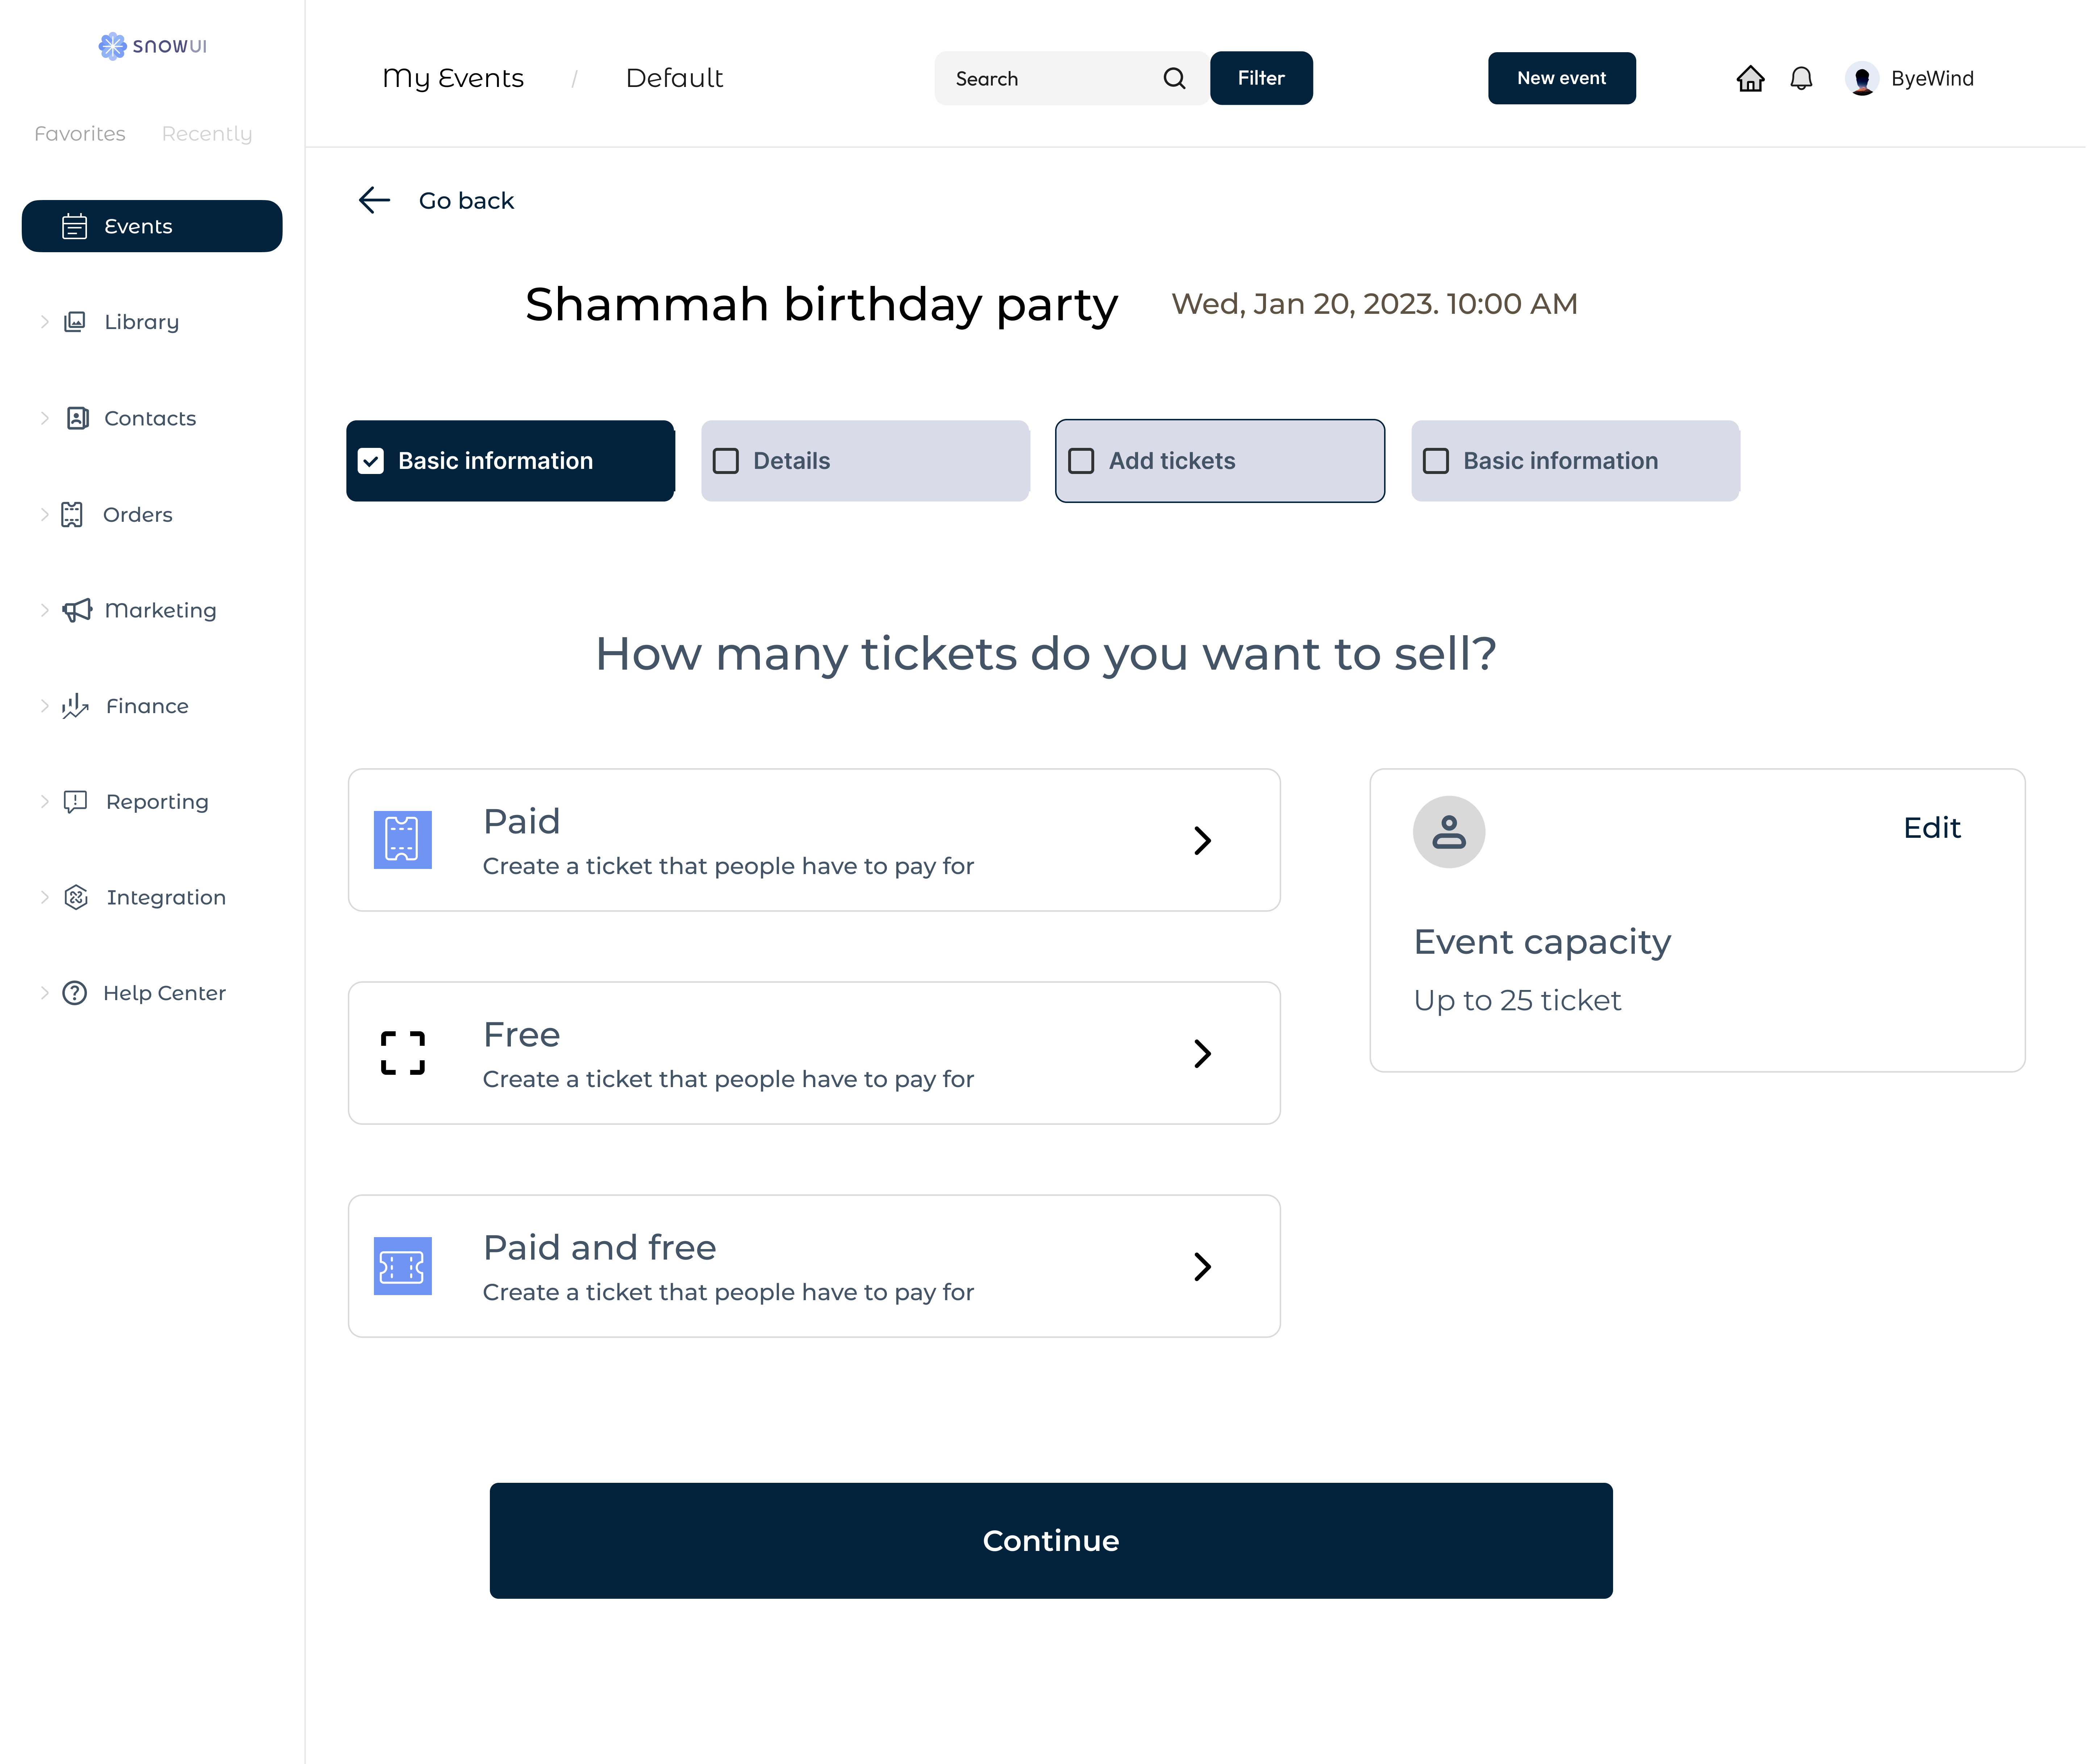 SNOWUI
Favorites Recently
Events
Library
Contacts
Orders
Marketing
Finance
Reporting
Integration
Help Center
My Events / Default
Search
Filter
New event
ByeWind
Go back
Shammah birthday party
Wed, Jan 20, 2023. 10:00 AM
Basic information
Details
Add tickets
Basic information
How many tickets do you want to sell?
Paid
Create a ticket that people have to pay for
Free
Create a ticket that people have to pay for
Paid and free
Create a ticket that people have to pay for
Edit
Event capacity
Up to 25 ticket
Continue